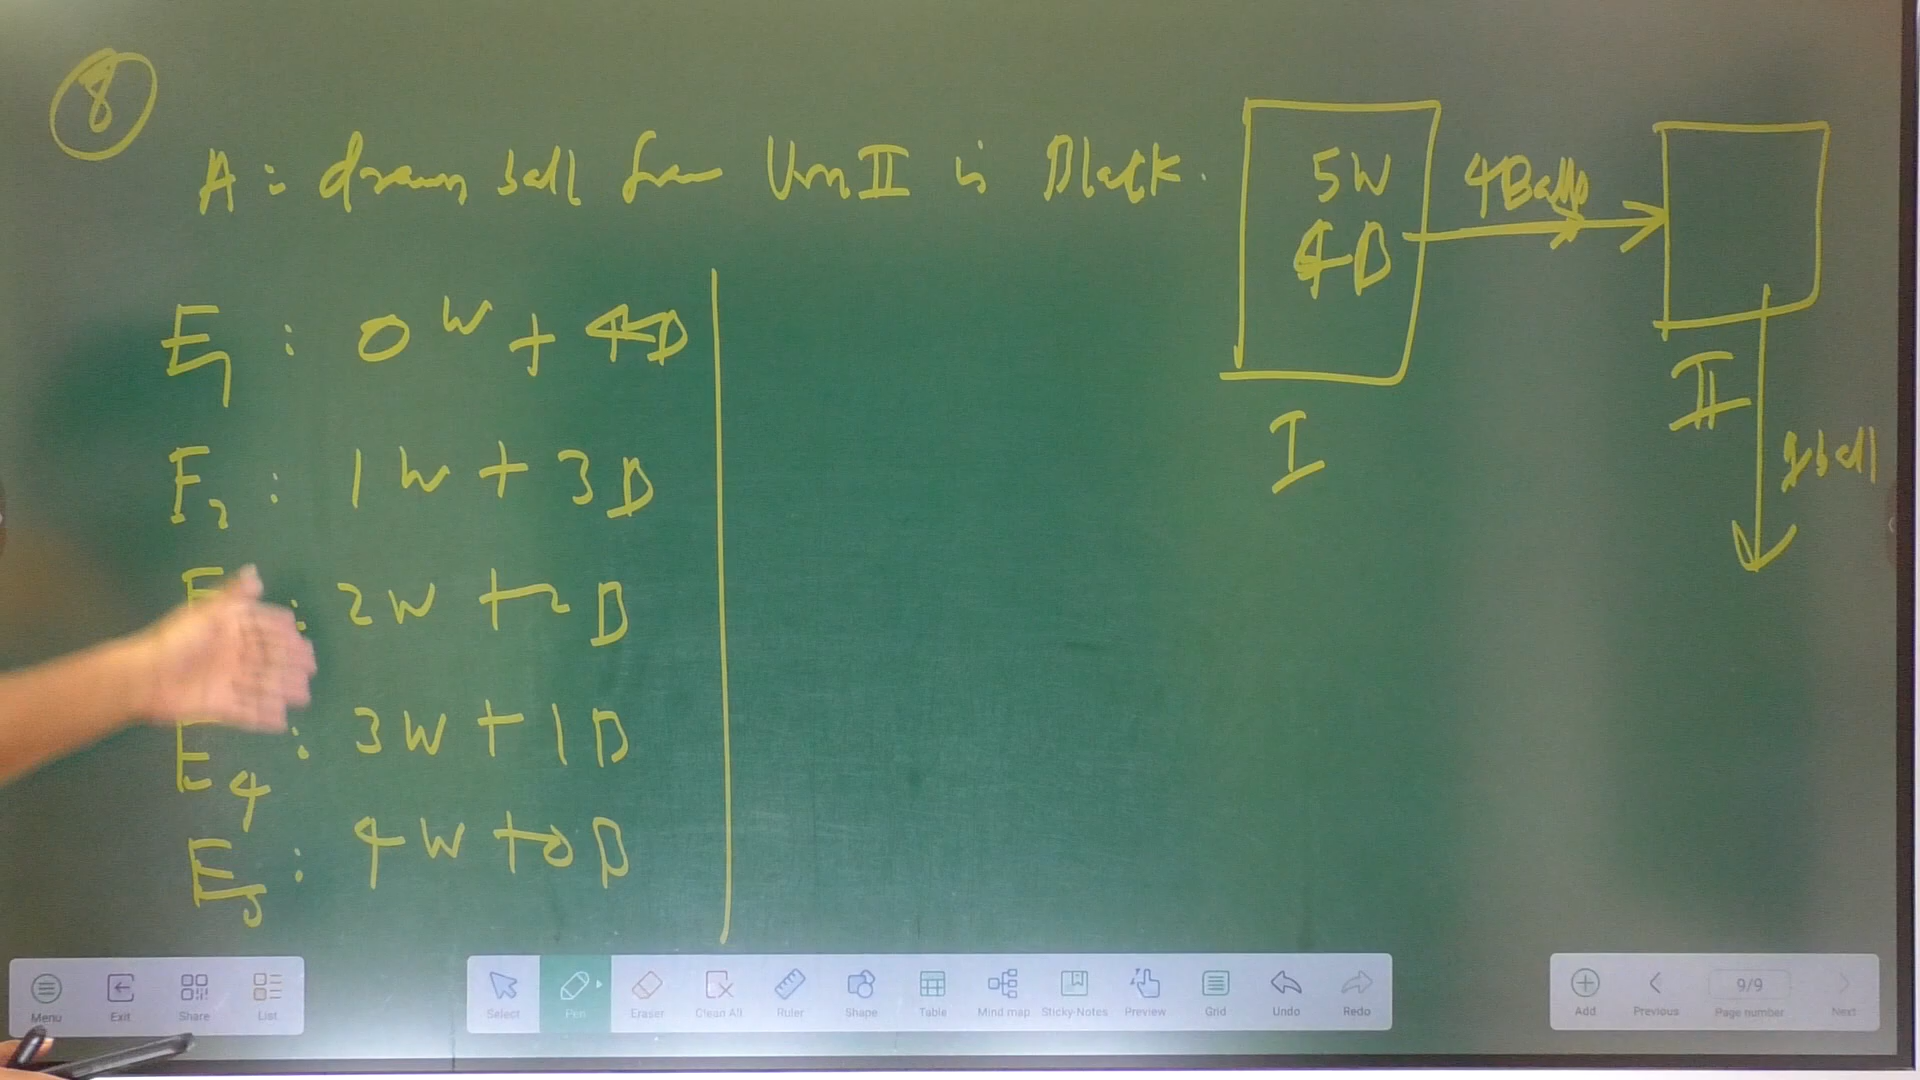 8
A: drawn ball from Urn II is Black.
5W
4B
4 Balls
I
II
ball
E1 : 0W + 4B
E2 : 1W + 3B
E : 2W + 2B
E4 : 3W + 1B
E5 : 4W + 0B
Menu Exit Share List
Select Pen Eraser Clean All Ruler Shape Table Mind map Sticky Notes Preview Grid Undo Redo
Add Previous 9/9 Page number Next